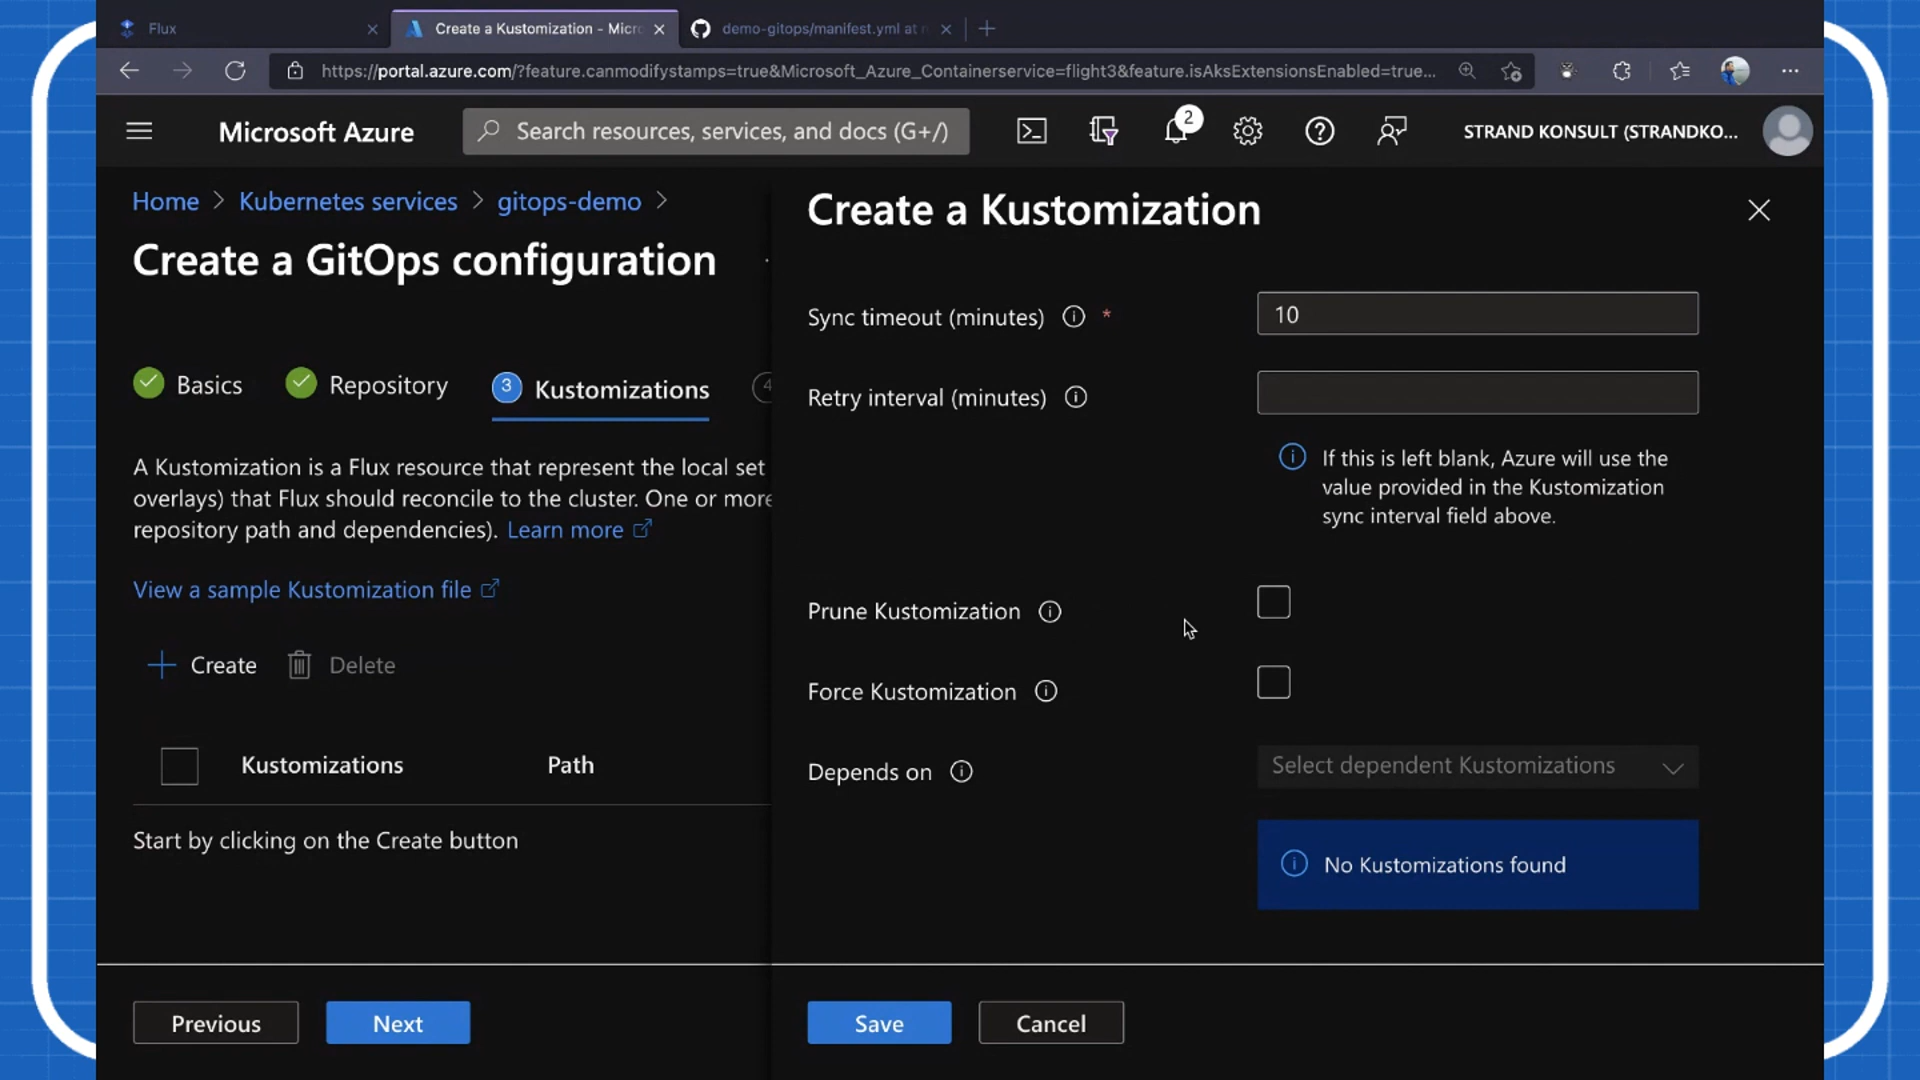 Flux
Create a Kustomization - Micr
demo-gitops/manifest.yml at
https://portal.azure.com/?feature.canmodifystamps=true&Microsoft_Azure_Containerservice=flight3&feature.isAksExtensionsEnabled=true...
Microsoft Azure
Search resources, services, and docs (G+/)
2
STRAND KONSULT (STRANDKO...
Home > Kubernetes services > gitops-demo >
Create a GitOps configuration
Basics
Repository
3 Kustomizations
4
A Kustomization is a Flux resource that represent the local set
overlays) that Flux should reconcile to the cluster. One or more
repository path and dependencies). Learn more
View a sample Kustomization file
Create
Delete
Kustomizations
Path
Start by clicking on the Create button
Previous
Next
Create a Kustomization
Sync timeout (minutes) *
10
Retry interval (minutes)
If this is left blank, Azure will use the
value provided in the Kustomization
sync interval field above.
Prune Kustomization
Force Kustomization
Depends on
Select dependent Kustomizations
No Kustomizations found
Save
Cancel